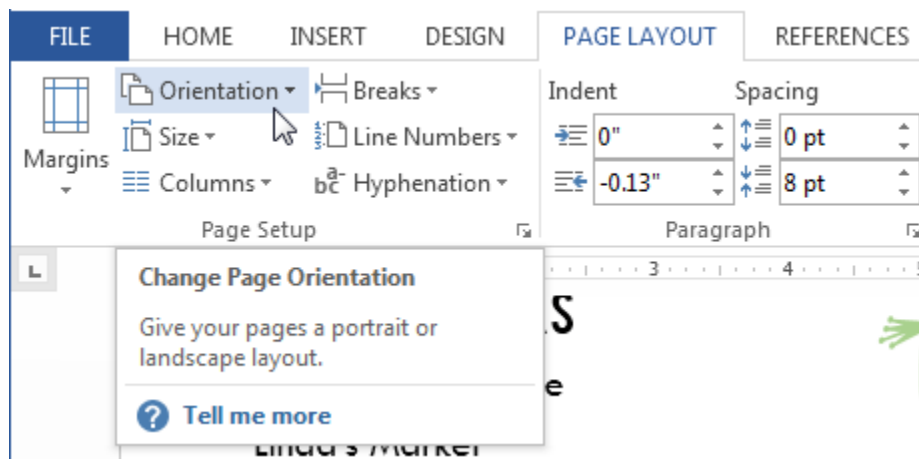 FILE HOME INSERT DESIGN PAGE LAYOUT REFERENCES
Orientation Breaks Indent Spacing
Size Line Numbers 0" 0 pt
Margins
Columns Hyphenation -0.13" 8 pt
Page Setup Paragraph
L 3 4
Change Page Orientation
Give your pages a portrait or
landscape layout.
Tell me more
Linda's Market